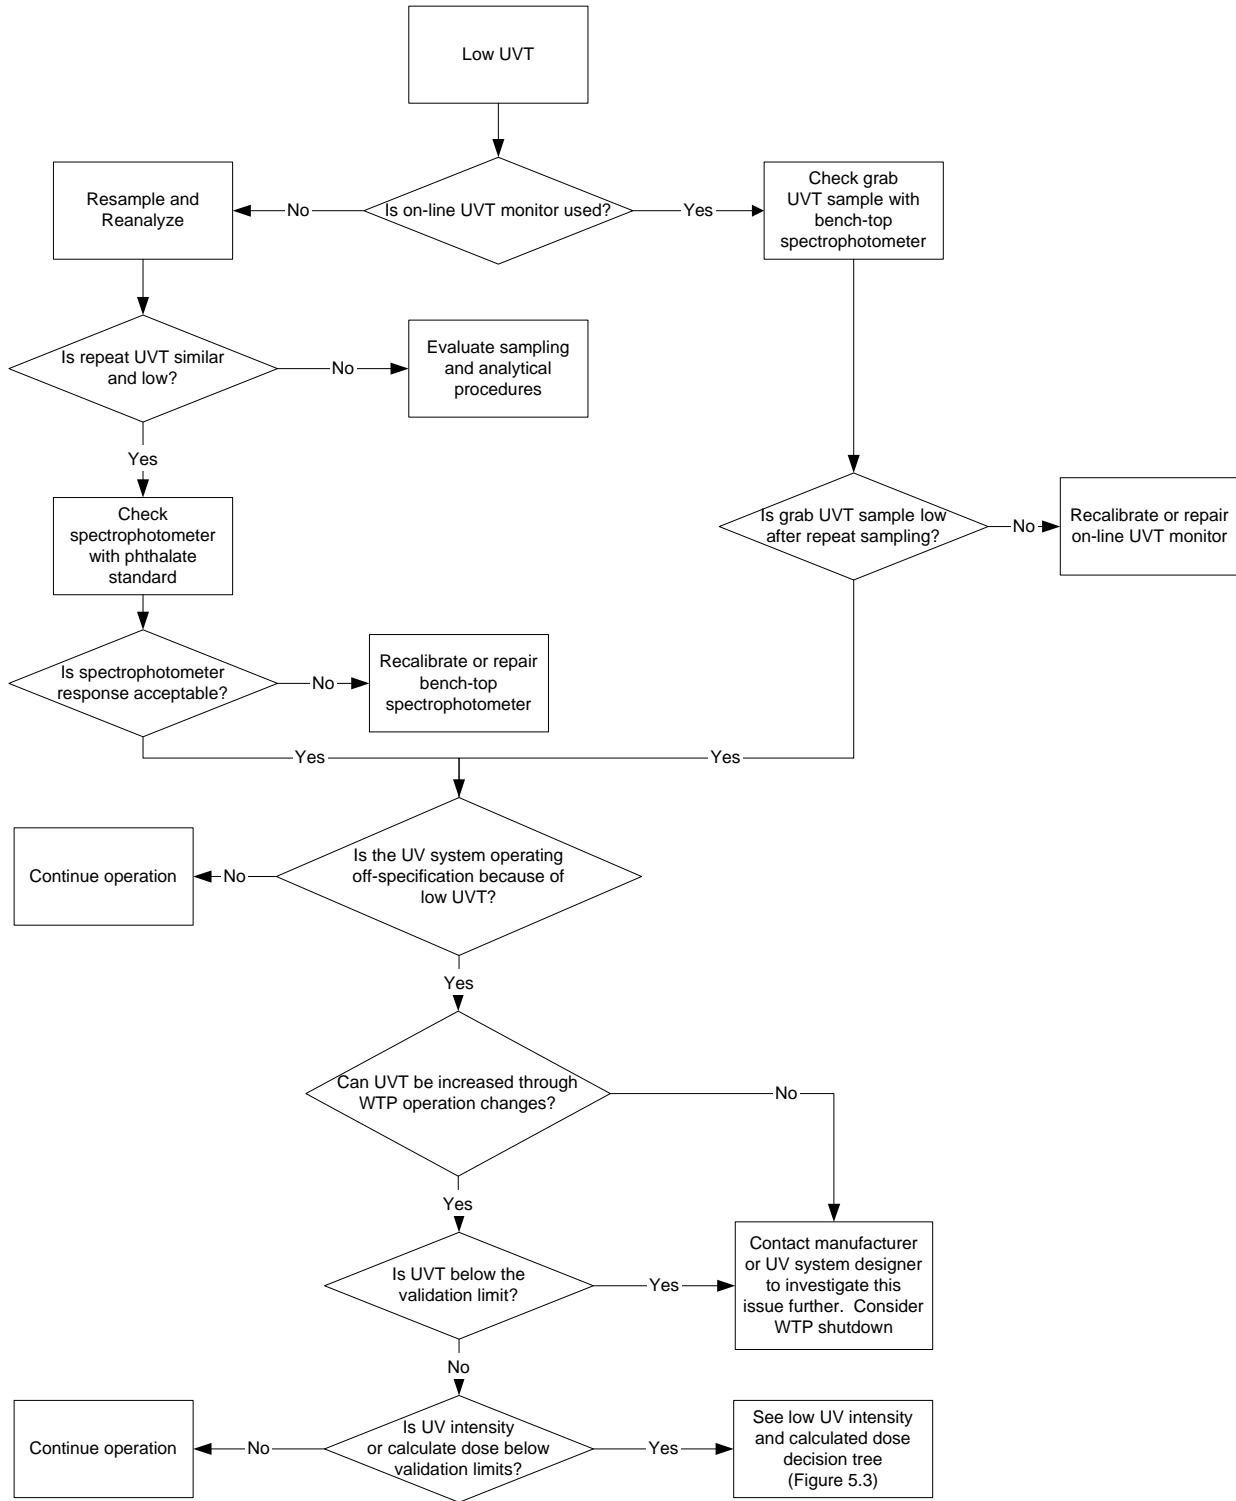 Low UVT
Resample and
Reanalyze
No
Is on-line UVT monitor used?
Yes
Check grab
UVT sample with
bench-top
spectrophotometer
Is repeat UVT similar
and low?
No
Evaluate sampling
and analytical
procedures
Yes
Check
spectrophotometer
with phthalate
standard
Is grab UVT sample low
after repeat sampling?
No
Recalibrate or repair
on-line UVT monitor
Is spectrophotometer
response acceptable?
No
Recalibrate or repair
bench-top
spectrophotometer
Yes
Yes
Continue operation
No
Is the UV system operating
off-specification because of
low UVT?
Yes
Can UVT be increased through
WTP operation changes?
No
Yes
Is UVT below the
validation limit?
Yes
Contact manufacturer
or UV system designer
to investigate this
issue further.  Consider
WTP shutdown
No
Continue operation
No
Is UV intensity
or calculate dose below
validation limits?
Yes
See low UV intensity
and calculated dose
decision tree
(Figure 5.3)